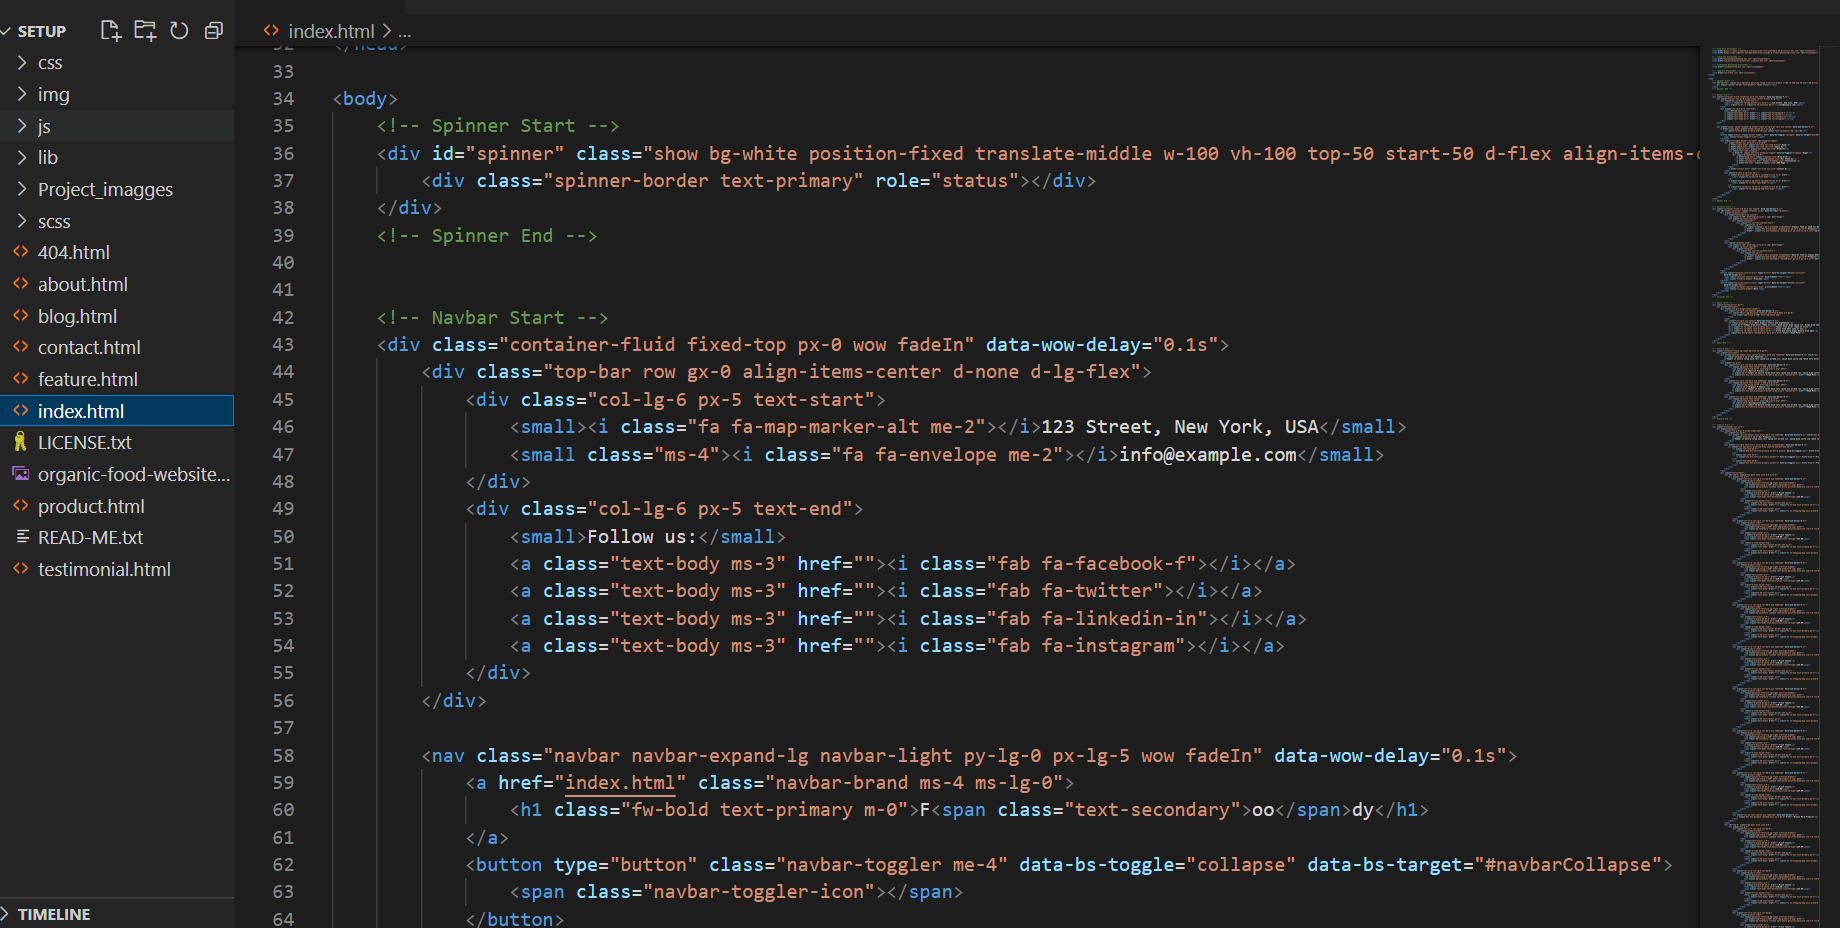 SETUP
css
img
js
lib
Project_imagges
scss
404.html
about.html
blog.html
contact.html
feature.html
index.html
LICENSE.txt
organic-food-website...
product.html
READ-ME.txt
testimonial.html
TIMELINE
index.html > ...
32 </head>
33
34 <body>
35 <!-- Spinner Start -->
36 <div id="spinner" class="show bg-white position-fixed translate-middle w-100 vh-100 top-50 start-50 d-flex align-items-
37 <div class="spinner-border text-primary" role="status"></div>
38 </div>
39 <!-- Spinner End -->
40
41
42 <!-- Navbar Start -->
43 <div class="container-fluid fixed-top px-0 wow fadeIn" data-wow-delay="0.1s">
44 <div class="top-bar row gx-0 align-items-center d-none d-lg-flex">
45 <div class="col-lg-6 px-5 text-start">
46 <small><i class="fa fa-map-marker-alt me-2"></i>123 Street, New York, USA</small>
47 <small class="ms-4"><i class="fa fa-envelope me-2"></i>info@example.com</small>
48 </div>
49 <div class="col-lg-6 px-5 text-end">
50 <small>Follow us:</small>
51 <a class="text-body ms-3" href=""><i class="fab fa-facebook-f"></i></a>
52 <a class="text-body ms-3" href=""><i class="fab fa-twitter"></i></a>
53 <a class="text-body ms-3" href=""><i class="fab fa-linkedin-in"></i></a>
54 <a class="text-body ms-3" href=""><i class="fab fa-instagram"></i></a>
55 </div>
56 </div>
57
58 <nav class="navbar navbar-expand-lg navbar-light py-lg-0 px-lg-5 wow fadeIn" data-wow-delay="0.1s">
59 <a href="index.html" class="navbar-brand ms-4 ms-lg-0">
60 <h1 class="fw-bold text-primary m-0">F<span class="text-secondary">oo</span>dy</h1>
61 </a>
62 <button type="button" class="navbar-toggler me-4" data-bs-toggle="collapse" data-bs-target="#navbarCollapse">
63 <span class="navbar-toggler-icon"></span>
64 </button>